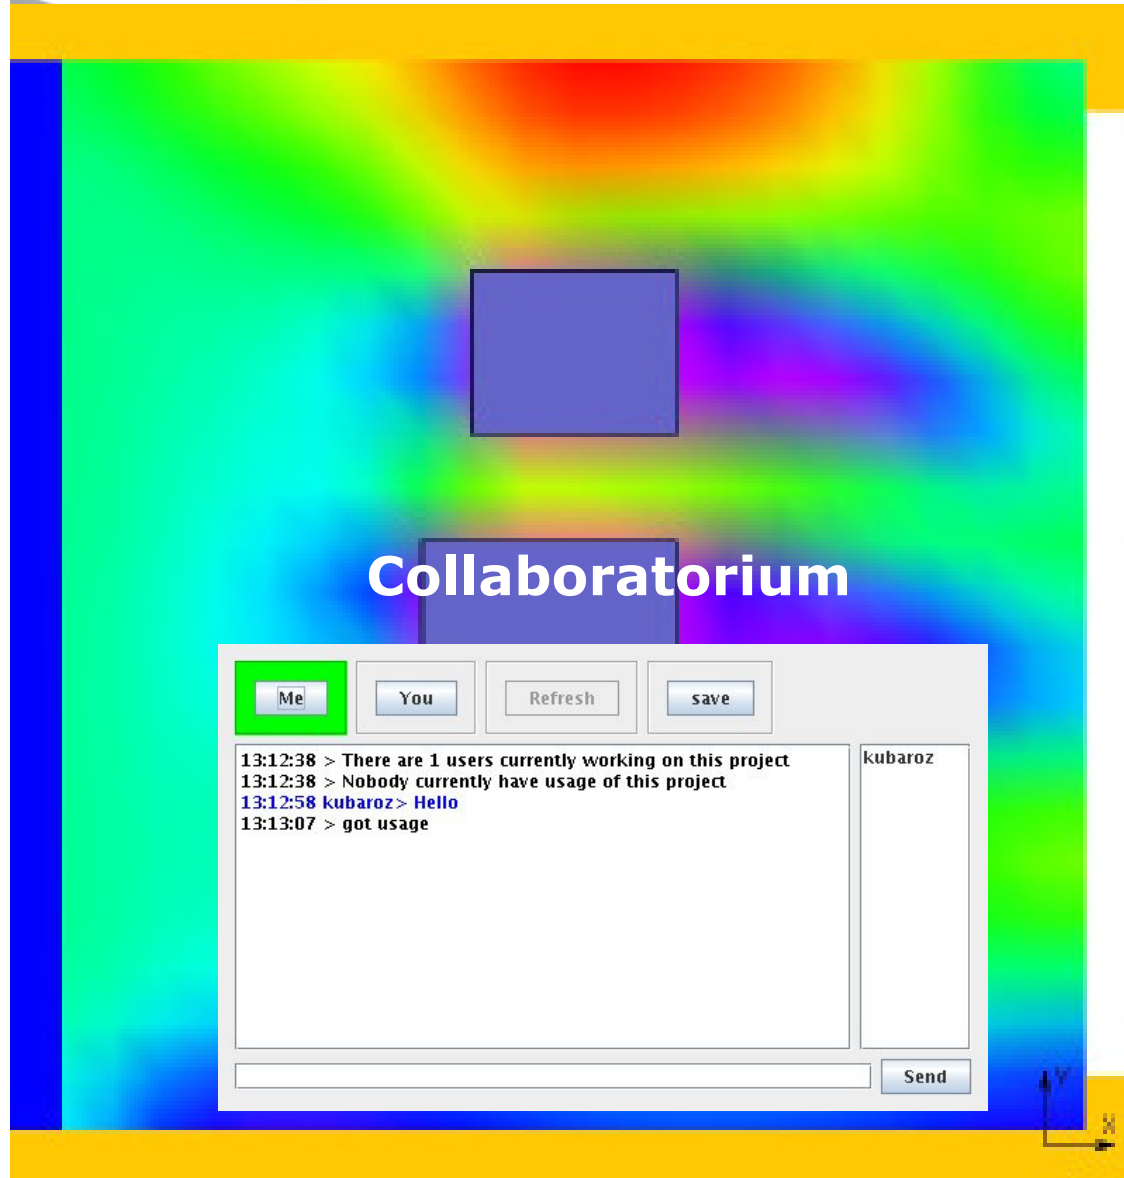 Collaboratorium
Me You Refresh save
13:12:38 > There are 1 users currently working on this project
kubaroz
13:12:38 > Nobody currently have usage of this project
13:12:58 kubaroz> Hello
13:13:07 > got usage
Send
Y
X